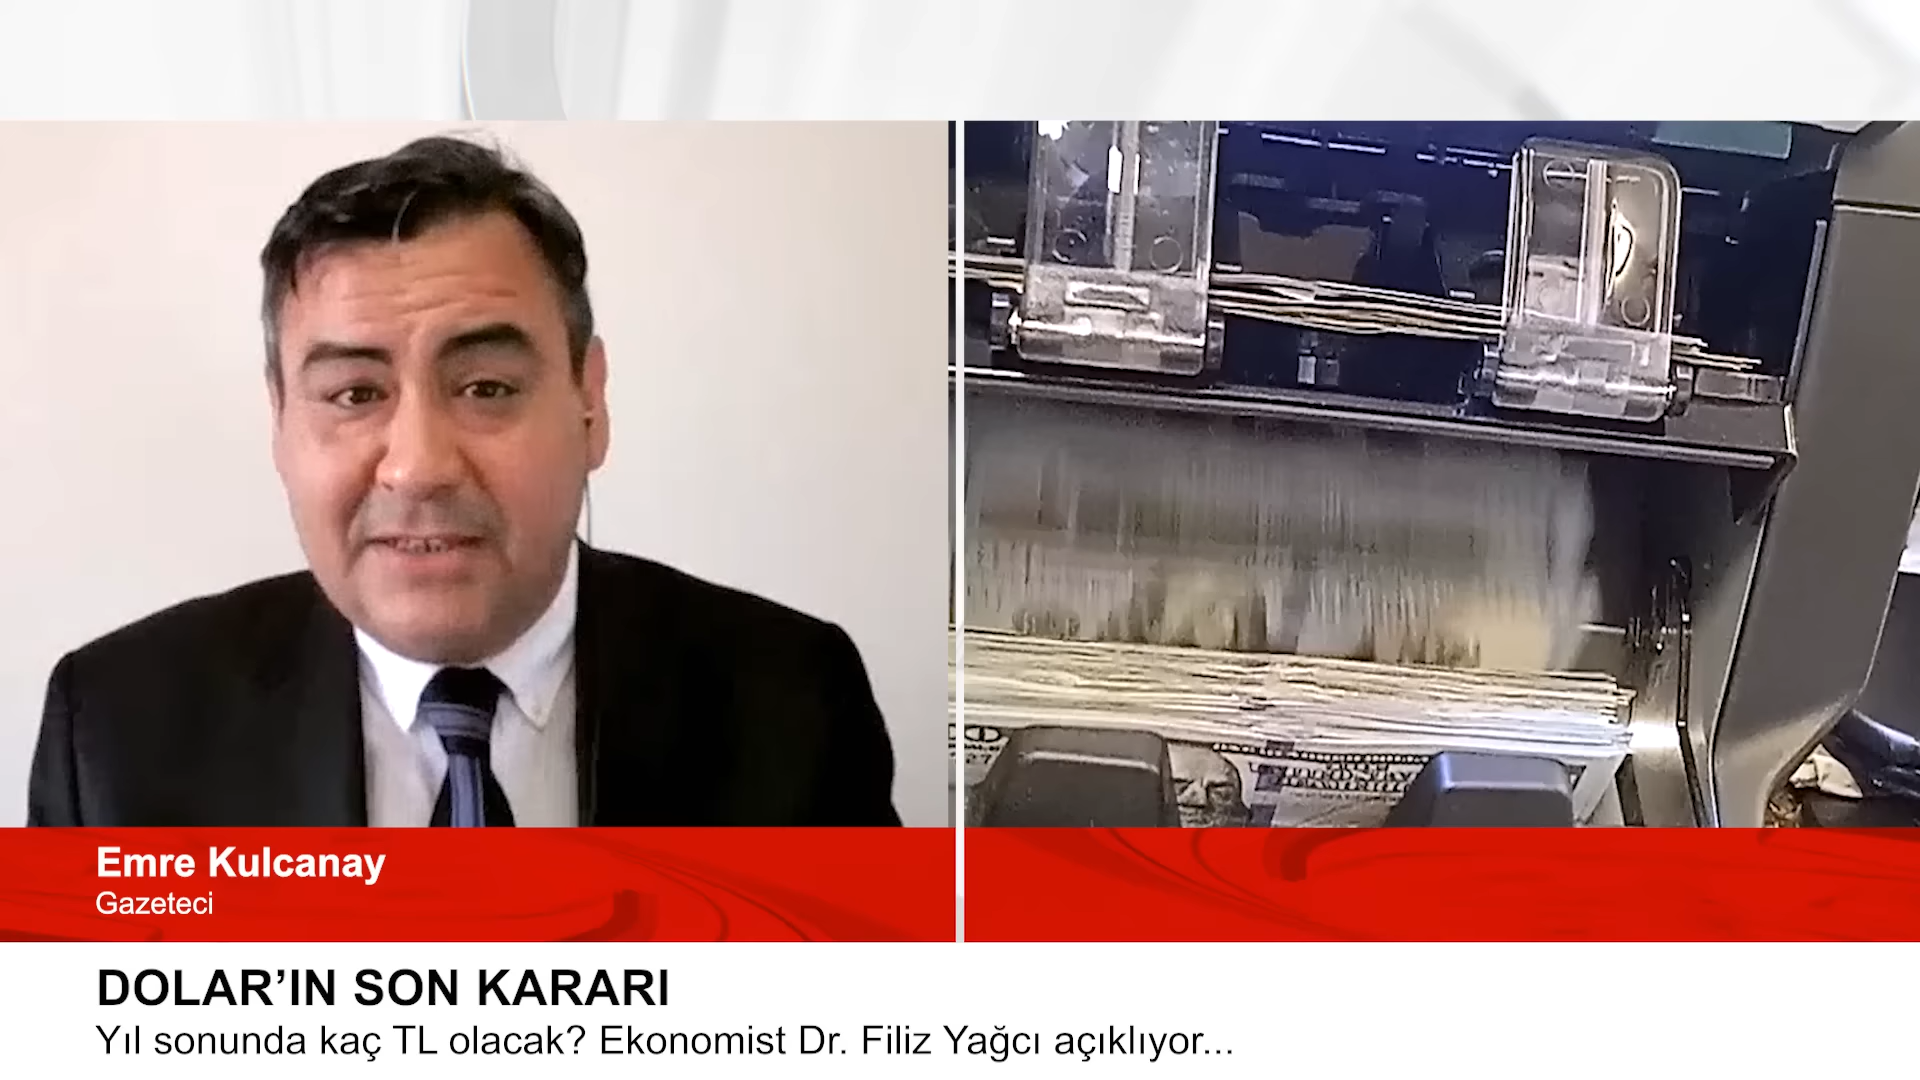 Emre Kulcanay
Gazeteci
DOLAR’IN SON KARARI
Yıl sonunda kaç TL olacak? Ekonomist Dr. Filiz Yağcı açıklıyor...